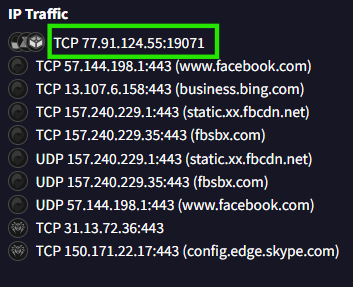 IP Traffic
TCP 77.91.124.55:19071
TCP 57.144.198.1:443 (www.facebook.com)
TCP 13.107.6.158:443 (business.bing.com)
TCP 157.240.229.1:443 (static.xx.fbcdn.net)
TCP 157.240.229.35:443 (fbsbx.com)
UDP 157.240.229.1:443 (static.xx.fbcdn.net)
UDP 157.240.229.35:443 (fbsbx.com)
UDP 57.144.198.1:443 (www.facebook.com)
TCP 31.13.72.36:443
TCP 150.171.22.17:443 (config.edge.skype.com)